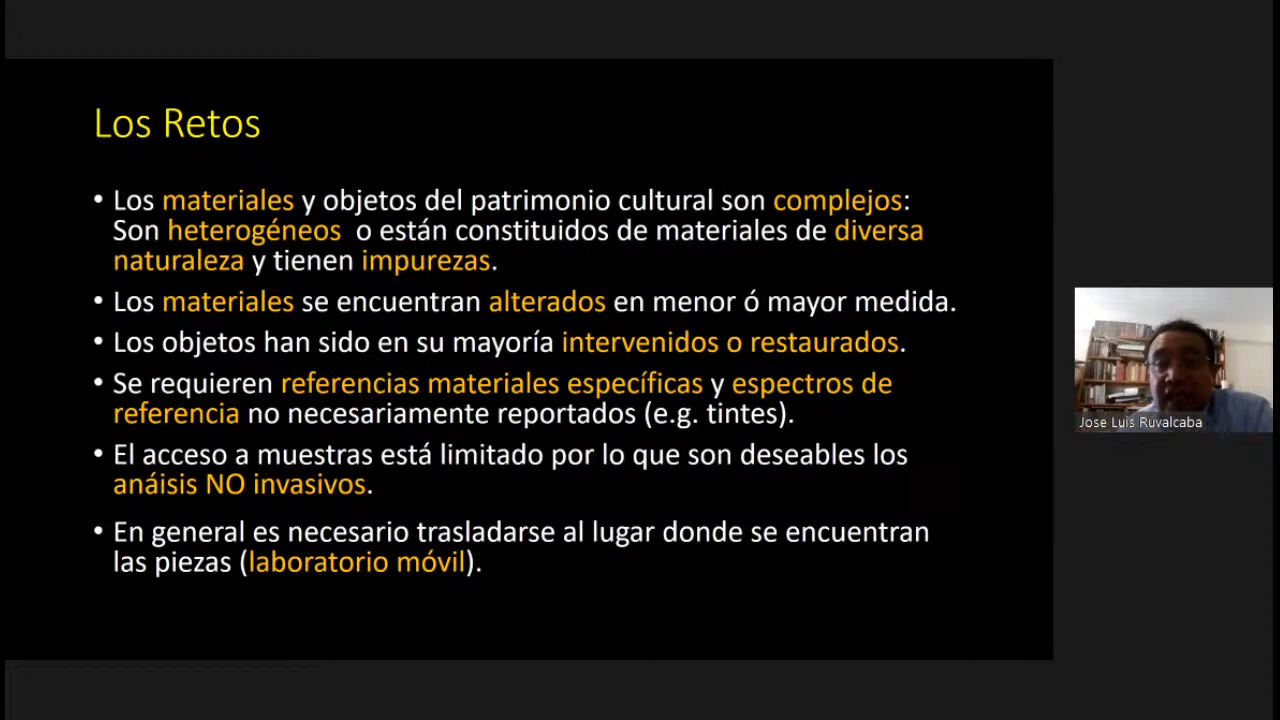 Los Retos
• Los materiales y objetos del patrimonio cultural son complejos:
Son heterogéneos o están constituidos de materiales de diversa
naturaleza y tienen impurezas.
• Los materiales se encuentran alterados en menor ó mayor medida.
• Los objetos han sido en su mayoría intervenidos o restaurados.
• Se requieren referencias materiales específicas y espectros de
referencia no necesariamente reportados (e.g. tintes).
• El acceso a muestras está limitado por lo que son deseables los
anáisis NO invasivos.
• En general es necesario trasladarse al lugar donde se encuentran
las piezas (laboratorio móvil).
Jose Luis Ruvalcaba